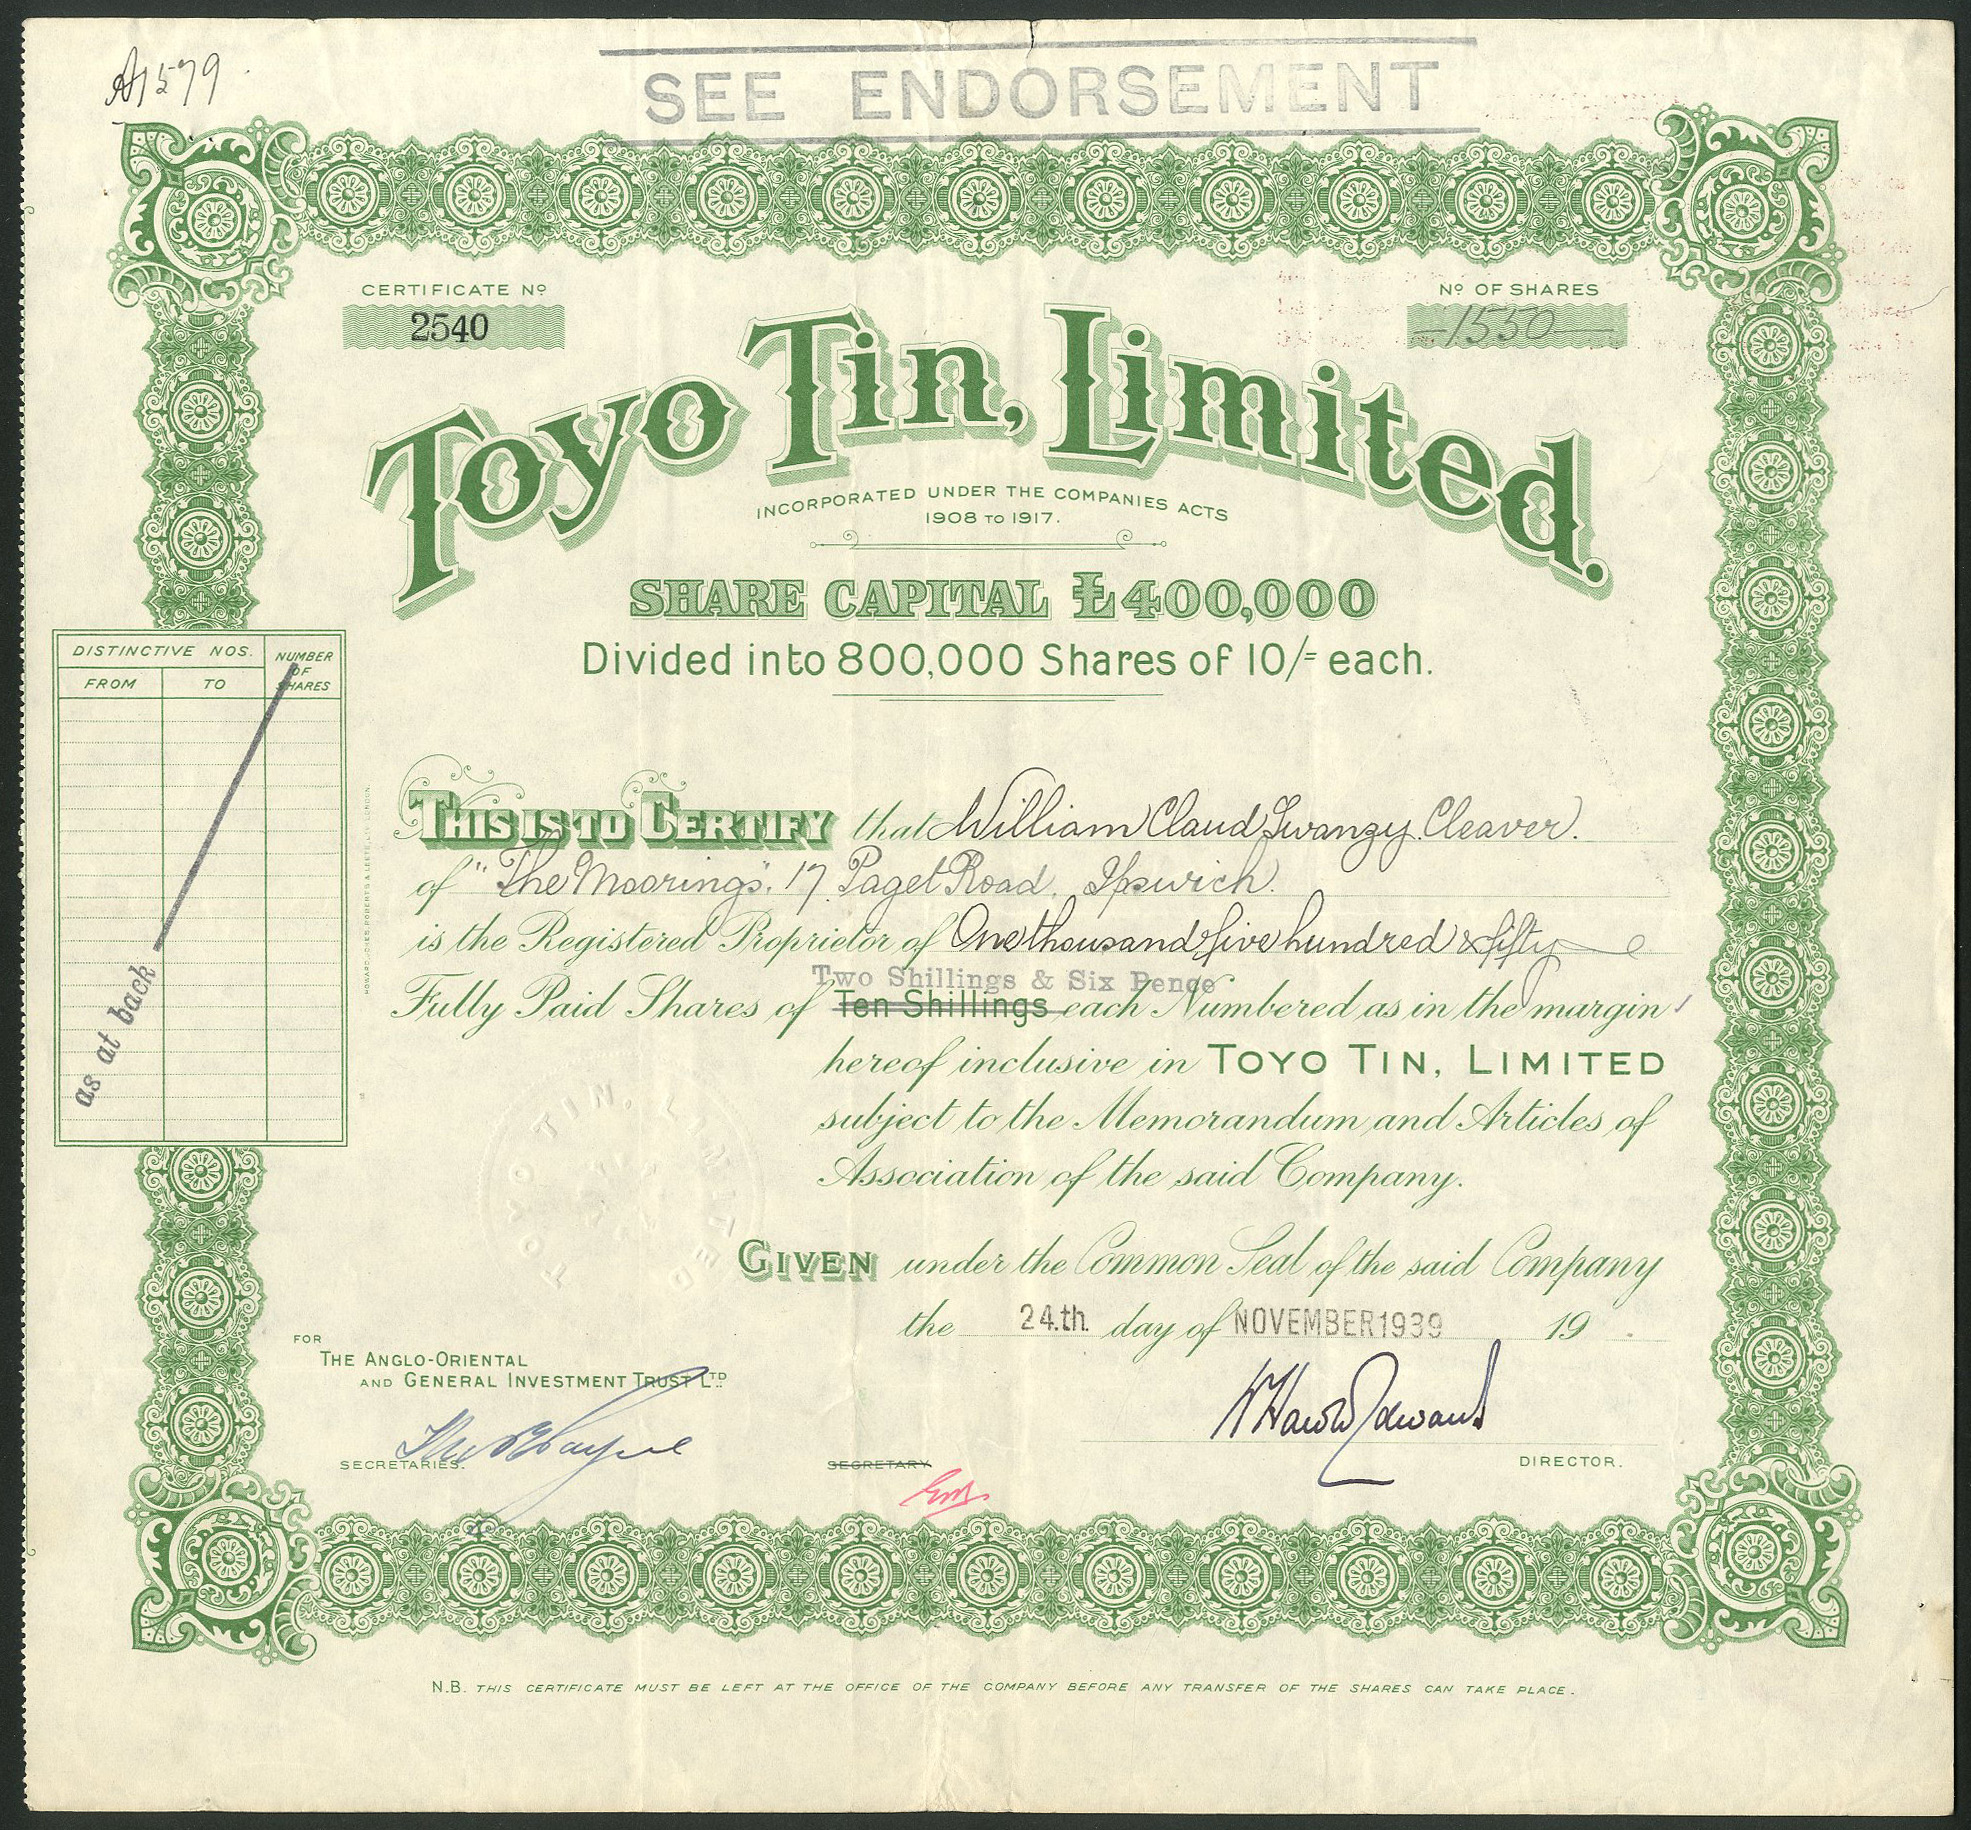 A1579
SEE ENDORSEMENT
CERTIFICATE No
2540
No OF SHARES
—1550—
Toyo Tin, Limited.
INCORPORATED UNDER THE COMPANIES ACTS
1908 TO 1917.
SHARE CAPITAL £400,000
Divided into 800,000 Shares of 10/= each.
DISTINCTIVE NOS.
NUMBER OF SHARES
FROM
TO
as at back
THIS IS TO CERTIFY that William Claud Swanzy Cleaver.
of "The Moorings". 17. Paget Road, Ipswich.
is the Registered Proprietor of One thousand five hundred & fifty
Two Shillings & Six Pence
Fully Paid Shares of Ten Shillings each Numbered as in the margin
hereof inclusive in TOYO TIN, LIMITED
subject to the Memorandum and Articles of
Association of the said Company.
TOYO TIN, LIMITED
GIVEN under the Common Seal of the said Company
the 24.th. day of NOVEMBER 1939 19 .
FOR
THE ANGLO-ORIENTAL
AND GENERAL INVESTMENT TRUST LTD
SECRETARIES.
SECRETARY
W Harold Edwards
DIRECTOR.
N.B. THIS CERTIFICATE MUST BE LEFT AT THE OFFICE OF THE COMPANY BEFORE ANY TRANSFER OF THE SHARES CAN TAKE PLACE.